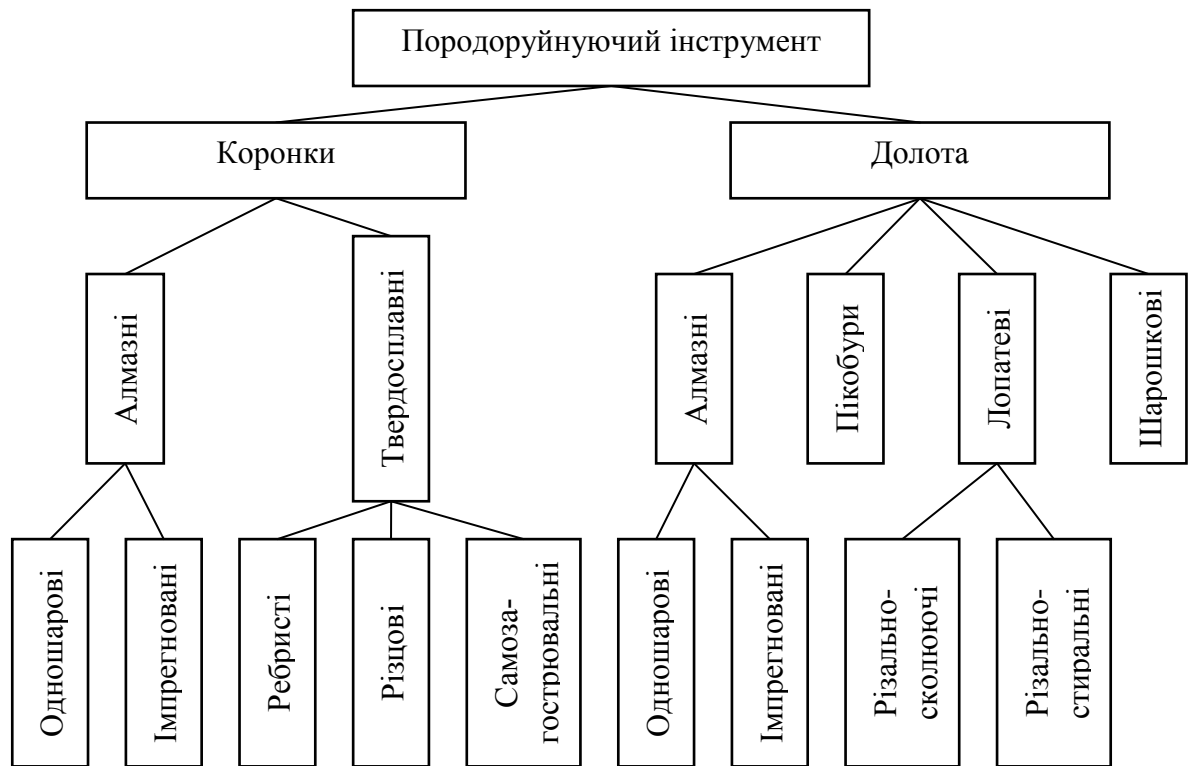 Породоруйнуючий інструмент
Коронки
Долота
Алмазні
Твердосплавні
Алмазні
Пікобури
Лопатеві
Шарошкові
Одношарові
Імпрегновані
Ребристі
Різцові
Самоза-
гострювальні
Одношарові
Імпрегновані
Різально-
сколюючі
Різально-
стиральні